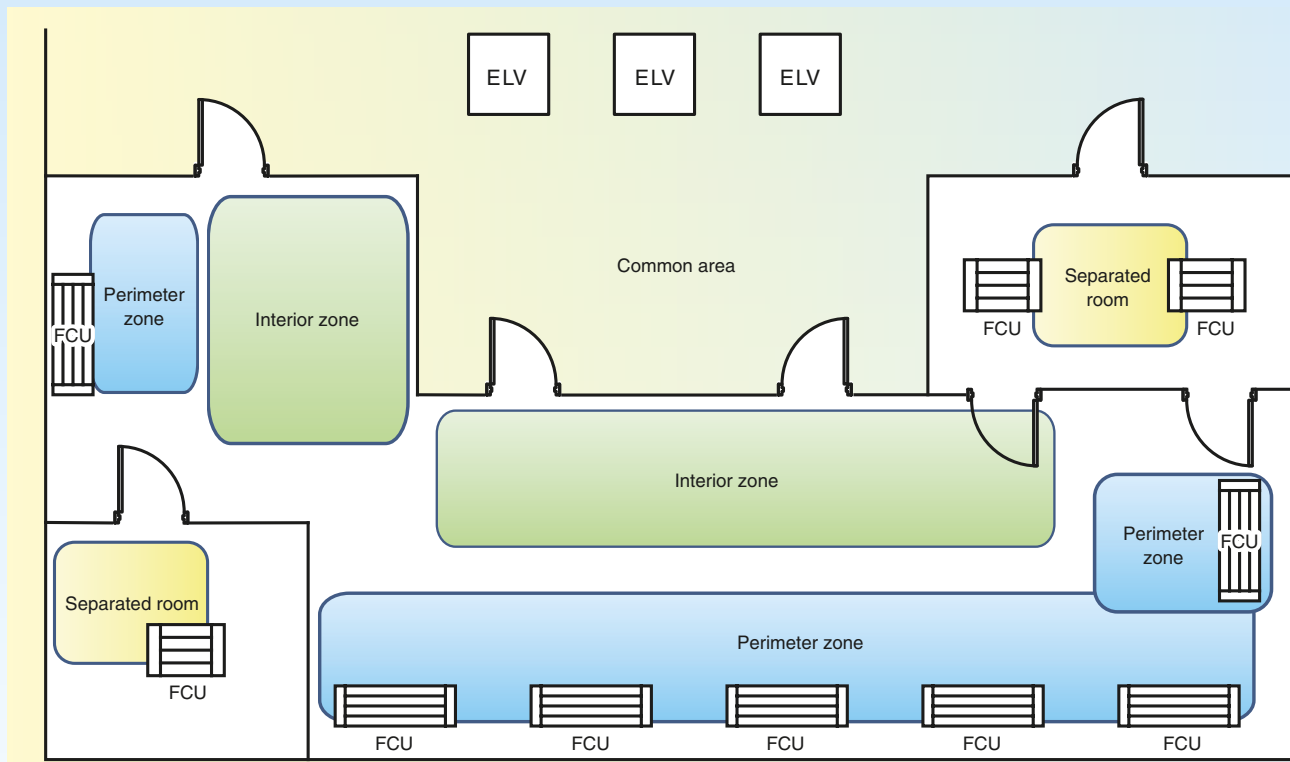 ELV
ELV
ELV
Common area
Perimeter
zone
Interior zone
FCU
Separated
room
FCU
FCU
Interior zone
Perimeter
zone
FCU
Separated room
FCU
Perimeter zone
FCU
FCU
FCU
FCU
FCU